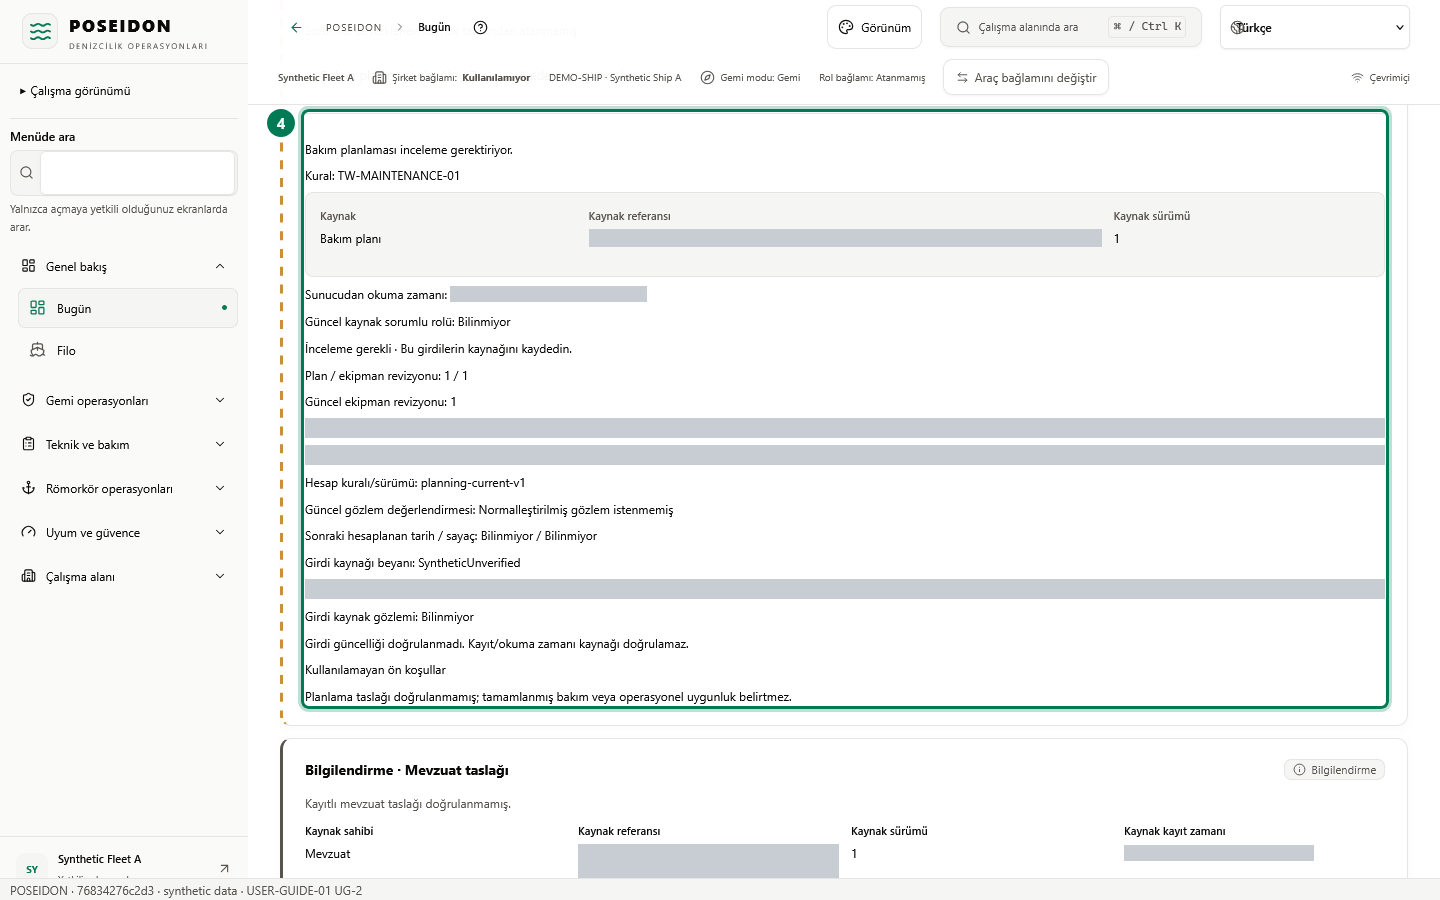 POSEIDON
DENİZCİLİK OPERASYONLARI
Çalışma görünümü
Menüde ara
Yalnızca açmaya yetkili olduğunuz ekranlarda
arar.
Genel bakış
Bugün
Filo
Gemi operasyonları
Teknik ve bakım
Römorkör operasyonları
Uyum ve güvence
Çalışma alanı
SY
Synthetic Fleet A
POSEIDON
Bugün
Görünüm
Çalışma alanında ara
⌘ / Ctrl K
Türkçe
Synthetic Fleet A
Şirket bağlamı: Kullanılamıyor
DEMO-SHIP · Synthetic Ship A
Gemi modu: Gemi
Rol bağlamı: Atanmamış
Araç bağlamını değiştir
Çevrimiçi
4
Bakım planlaması inceleme gerektiriyor.
Kural: TW-MAINTENANCE-01
Kaynak
Kaynak referansı
Kaynak sürümü
Bakım planı
1
Sunucudan okuma zamanı:
Güncel kaynak sorumlu rolü: Bilinmiyor
İnceleme gerekli · Bu girdilerin kaynağını kaydedin.
Plan / ekipman revizyonu: 1 / 1
Güncel ekipman revizyonu: 1
Hesap kuralı/sürümü: planning-current-v1
Güncel gözlem değerlendirmesi: Normalleştirilmiş gözlem istenmemiş
Sonraki hesaplanan tarih / sayaç: Bilinmiyor / Bilinmiyor
Girdi kaynağı beyanı: SyntheticUnverified
Girdi kaynak gözlemi: Bilinmiyor
Girdi güncelliği doğrulanmadı. Kayıt/okuma zamanı kaynağı doğrulamaz.
Kullanılamayan ön koşullar
Planlama taslağı doğrulanmamış; tamamlanmış bakım veya operasyonel uygunluk belirtmez.
Bilgilendirme · Mevzuat taslağı
Bilgilendirme
Kayıtlı mevzuat taslağı doğrulanmamış.
Kaynak sahibi
Kaynak referansı
Kaynak sürümü
Kaynak kayıt zamanı
Mevzuat
1
POSEIDON · 76834276c2d3 · synthetic data · USER-GUIDE-01 UG-2